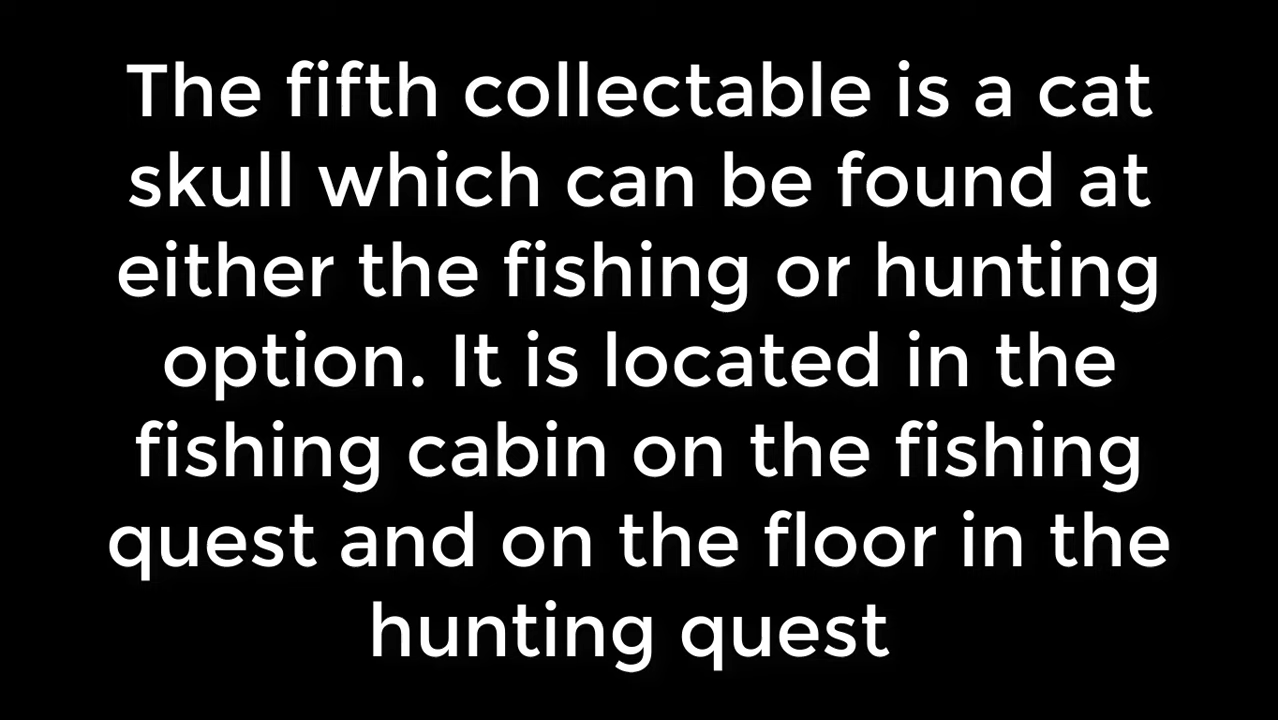 The fifth collectable is a cat
skull which can be found at
either the fishing or hunting
option. It is located in the
fishing cabin on the fishing
quest and on the floor in the
hunting quest